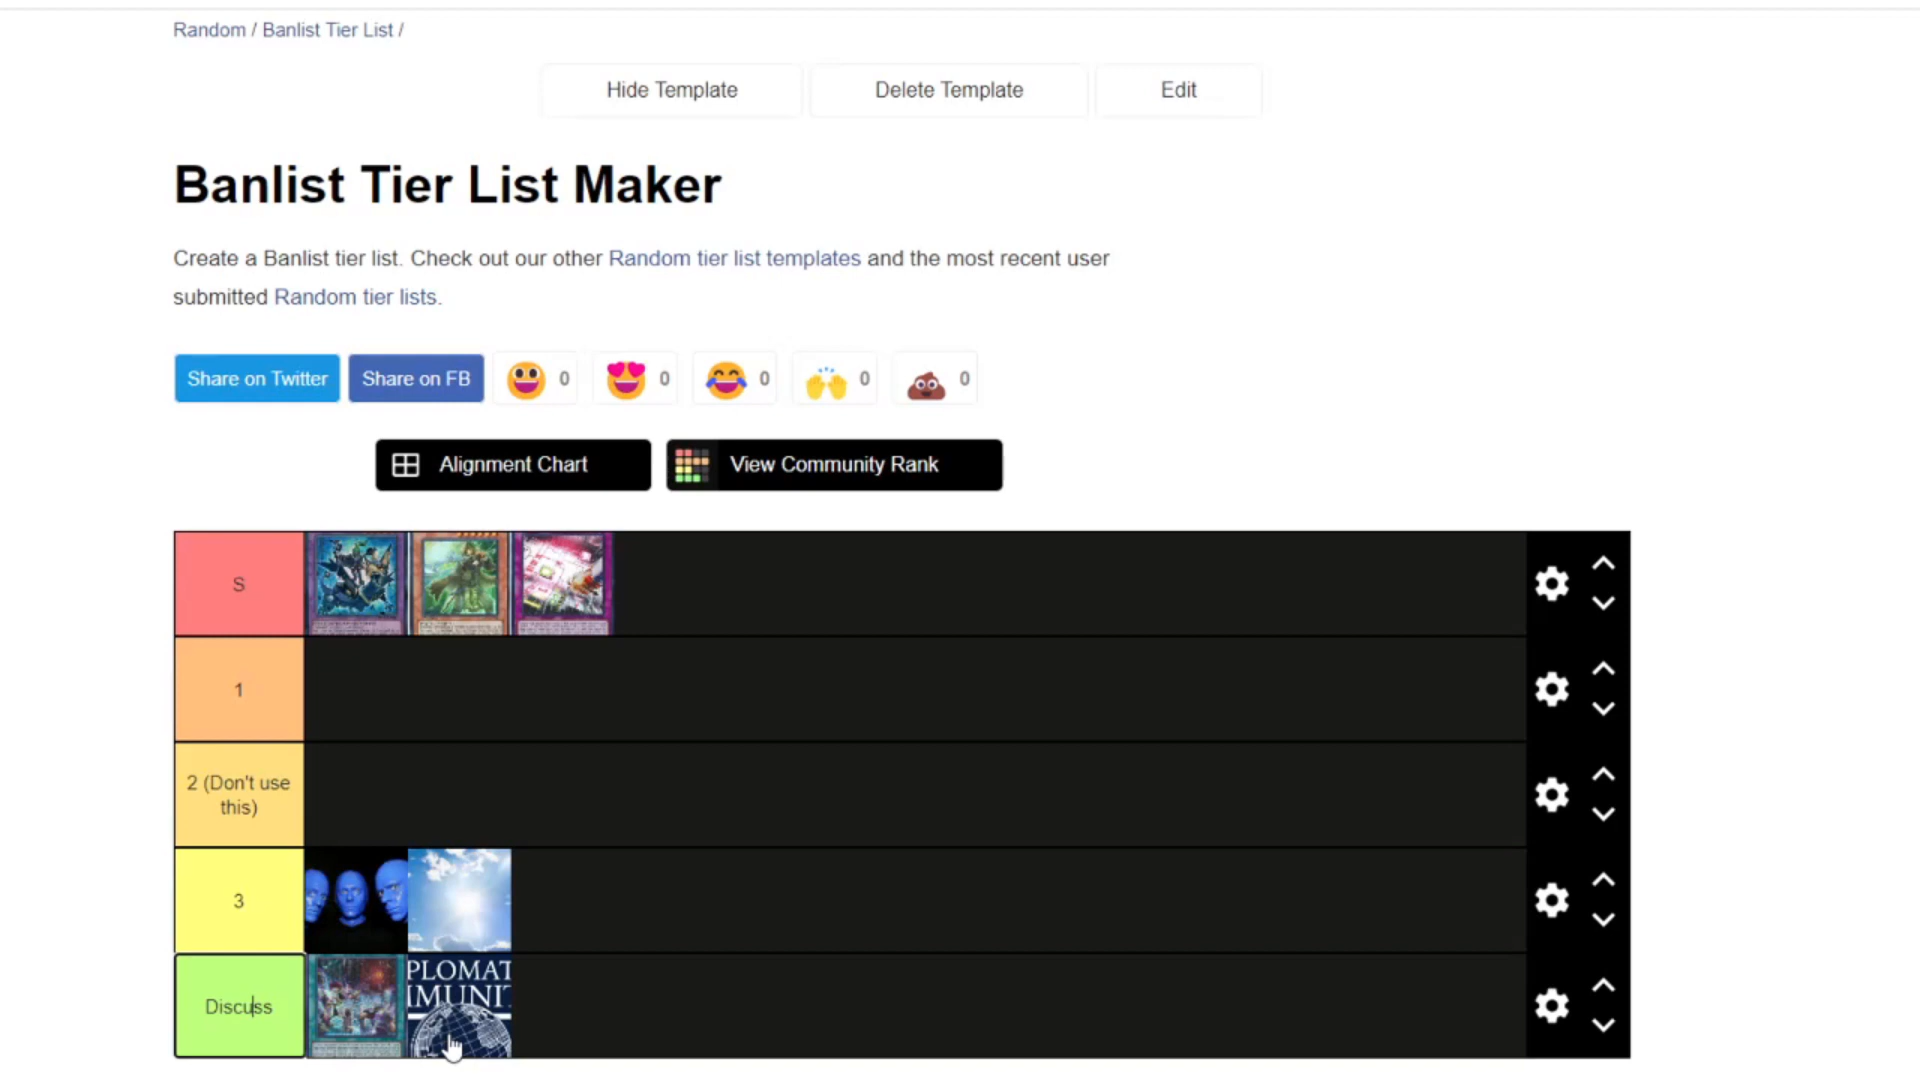 Random / Banlist Tier List /
Hide Template
Delete Template
Edit
Banlist Tier List Maker
Create a Banlist tier list. Check out our other Random tier list templates and the most recent user
submitted Random tier lists.
Share on Twitter
Share on FB
0
0
0
0
0
Alignment Chart
View Community Rank
S
1
2 (Don't use
this)
3
Discuss
PLOMAT
MUNI